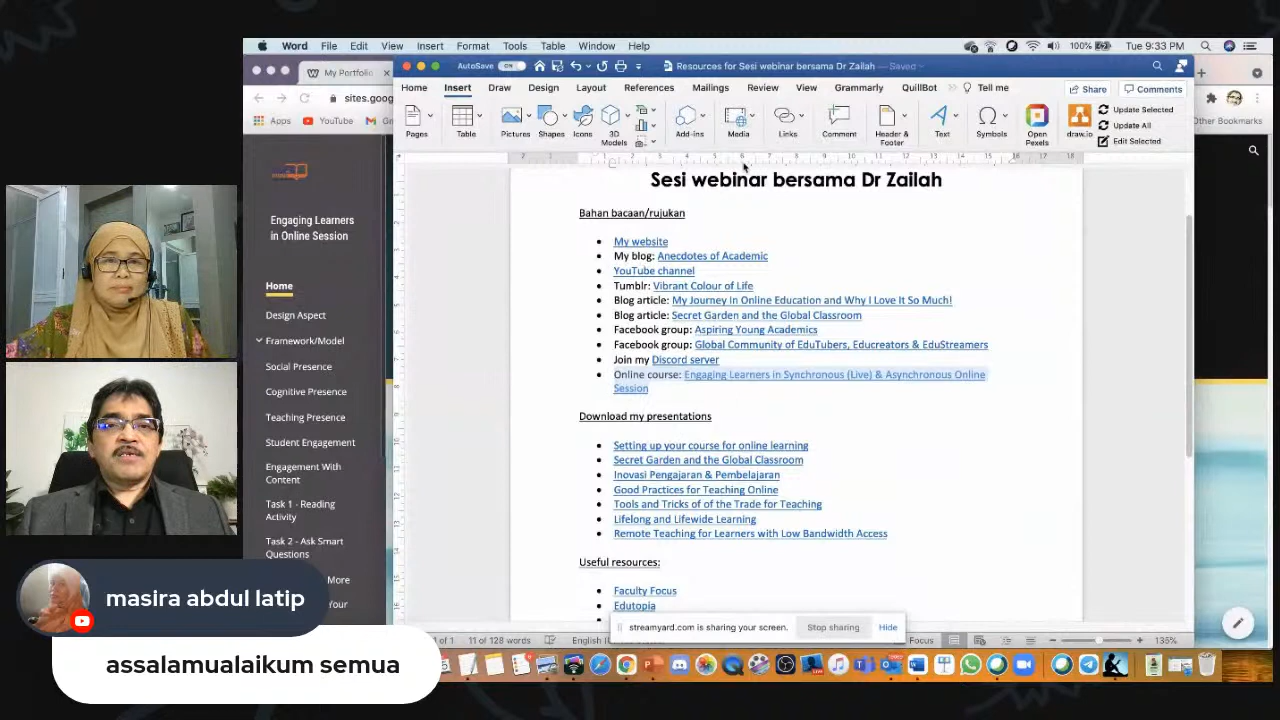 Word File Edit View Insert Format Tools Table Window Help 100% Tue 9:33 PM
My Portfolio
AutoSave ON Resources for Sesi webinar bersama Dr Zailah — Saved
sites.goog
Apps YouTube
Other Bookmarks
Home Insert Draw Design Layout References Mailings Review View Grammarly QuillBot Tell me Share Comments
Pages Table Pictures Shapes Icons 3D Models Add-ins Media Links Comment Header & Footer Text Symbols Open Pexels draw.io
Update Selected
Update All
Edit Selected
Engaging Learners
in Online Session
Home
Design Aspect
Framework/Model
Social Presence
Cognitive Presence
Teaching Presence
Student Engagement
Engagement With
Content
Task 1 - Reading
Activity
Task 2 - Ask Smart
Questions
More
Your
Sesi webinar bersama Dr Zailah
Bahan bacaan/rujukan
• My website
• My blog: Anecdotes of Academic
• YouTube channel
• Tumblr: Vibrant Colour of Life
• Blog article: My Journey In Online Education and Why I Love It So Much!
• Blog article: Secret Garden and the Global Classroom
• Facebook group: Aspiring Young Academics
• Facebook group: Global Community of EduTubers, Educreators & EduStreamers
• Join my Discord server
• Online course: Engaging Learners in Synchronous (Live) & Asynchronous Online
Session
Download my presentations
• Setting up your course for online learning
• Secret Garden and the Global Classroom
• Inovasi Pengajaran & Pembelajaran
• Good Practices for Teaching Online
• Tools and Tricks of of the Trade for Teaching
• Lifelong and Lifewide Learning
• Remote Teaching for Learners with Low Bandwidth Access
Useful resources:
• Faculty Focus
• Edutopia
streamyard.com is sharing your screen. Stop sharing Hide
of 1 11 of 128 words Focus 135%
masira abdul latip
assalamualaikum semua